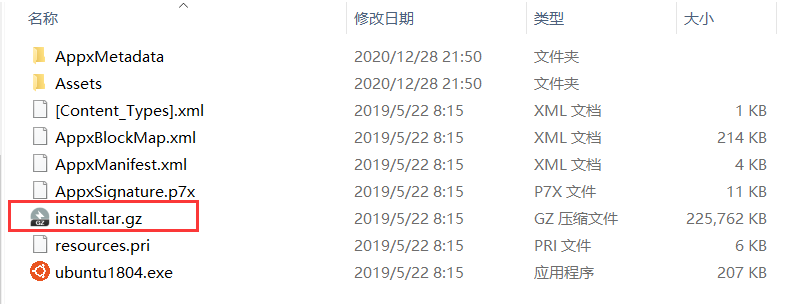 名称 修改日期 类型 大小
AppxMetadata 2020/12/28 21:50 文件夹
Assets 2020/12/28 21:50 文件夹
[Content_Types].xml 2019/5/22 8:15 XML 文档 1 KB
AppxBlockMap.xml 2019/5/22 8:15 XML 文档 214 KB
AppxManifest.xml 2019/5/22 8:15 XML 文档 4 KB
AppxSignature.p7x 2019/5/22 8:15 P7X 文件 11 KB
GZ install.tar.gz 2019/5/22 8:15 GZ 压缩文件 225,762 KB
resources.pri 2019/5/22 8:15 PRI 文件 6 KB
ubuntu1804.exe 2019/5/22 8:15 应用程序 207 KB